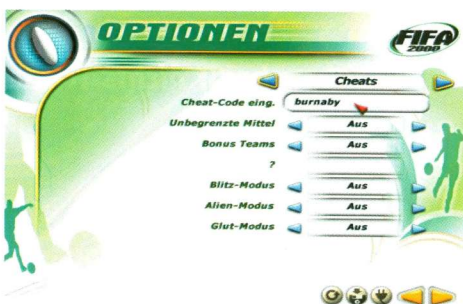 OPTIONEN
FIFA
2000
Cheats
Cheat-Code eing. burnaby
Unbegrenzte Mittel Aus
Bonus Teams Aus
?
Blitz-Modus Aus
Alien-Modus Aus
Glut-Modus Aus